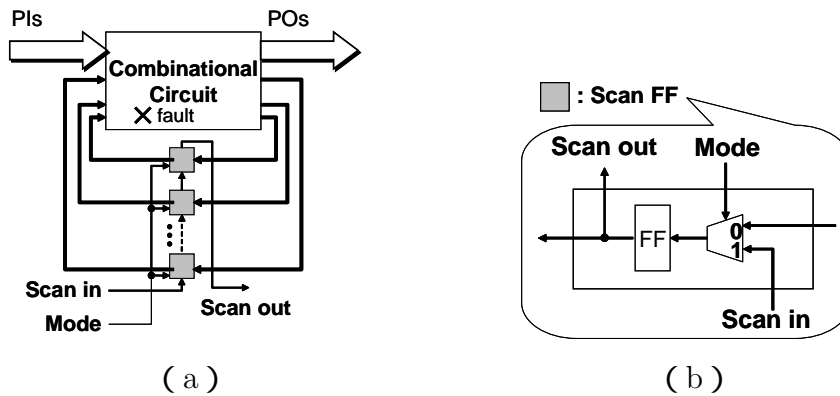 PIs
POs
Combinational
Circuit
fault
Scan in
Mode
Scan out
(a)
: Scan FF
Scan out
Mode
FF
0
1
Scan in
(b)